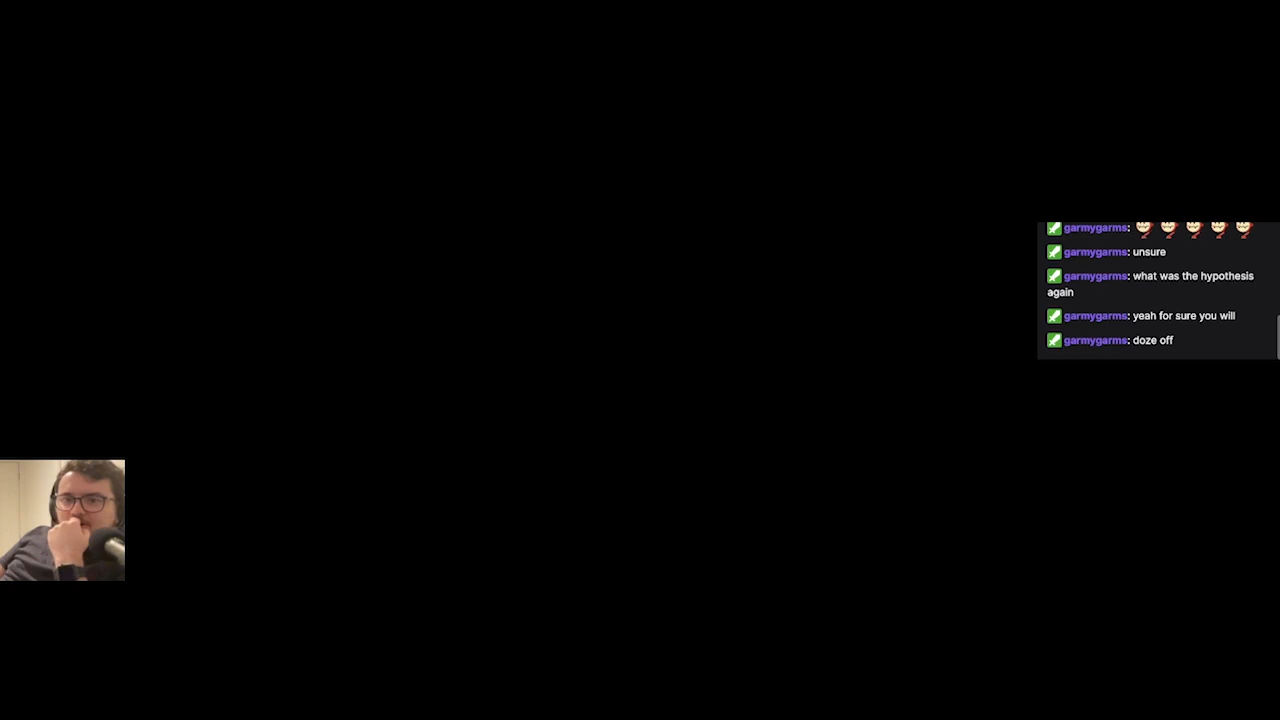 garmygarms:
garmygarms: unsure
garmygarms: what was the hypothesis
again
garmygarms: yeah for sure you will
garmygarms: doze off